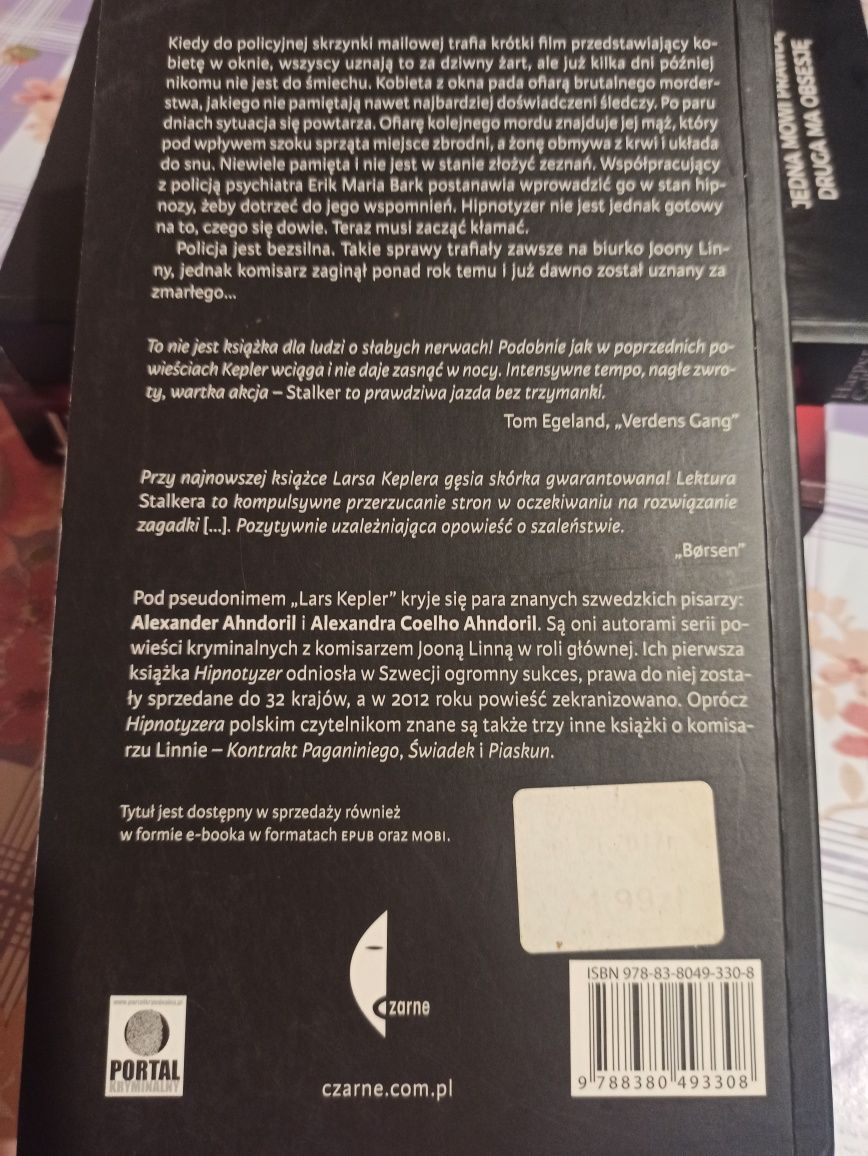 Kiedy do policyjnej skrzynki mailowej trafia krótki film przedstawiający ko-
bietę w oknie, wszyscy uznają to za dziwny żart, ale już kilka dni później
nikomu nie jest do śmiechu. Kobieta z okna pada ofiarą brutalnego morder-
stwa, jakiego nie pamiętają nawet najbardziej doświadczeni śledczy. Po paru
dniach sytuacja się powtarza. Ofiarę kolejnego mordu znajduje jej mąż, który
pod wpływem szoku sprząta miejsce zbrodni, a żonę obmywa z krwi i układa
do snu. Niewiele pamięta i nie jest w stanie złożyć zeznań. Współpracujący
z policją psychiatra Erik Maria Bark postanawia wprowadzić go w stan hip-
nozy, żeby dotrzeć do jego wspomnień. Hipnotyzer nie jest jednak gotowy
na to, czego się dowie. Teraz musi zacząć kłamać.
Policja jest bezsilna. Takie sprawy trafiały zawsze na biurko Joony Lin-
ny, jednak komisarz zaginął ponad rok temu i już dawno został uznany za
zmarłego...
To nie jest książka dla ludzi o słabych nerwach! Podobnie jak w poprzednich po-
wieściach Kepler wciąga i nie daje zasnąć w nocy. Intensywne tempo, nagłe zwro-
ty, wartka akcja – Stalker to prawdziwa jazda bez trzymanki.
Tom Egeland, „Verdens Gang”
Przy najnowszej książce Larsa Keplera gęsia skórka gwarantowana! Lektura
Stalkera to kompulsywne przerzucanie stron w oczekiwaniu na rozwiązanie
zagadki [...]. Pozytywnie uzależniająca opowieść o szaleństwie.
„Børsen”
Pod pseudonimem „Lars Kepler” kryje się para znanych szwedzkich pisarzy:
Alexander Ahndoril i Alexandra Coelho Ahndoril. Są oni autorami serii po-
wieści kryminalnych z komisarzem Jooną Linną w roli głównej. Ich pierwsza
książka Hipnotyzer odniosła w Szwecji ogromny sukces, prawa do niej zosta-
ły sprzedane do 32 krajów, a w 2012 roku powieść zekranizowano. Oprócz
Hipnotyzera polskim czytelnikom znane są także trzy inne książki o komisa-
rzu Linnie – Kontrakt Paganiniego, Świadek i Piaskun.
Tytuł jest dostępny w sprzedaży również
w formie e-booka w formatach EPUB oraz MOBI.
czarne
czarne.com.pl
www.portalkryminalny.pl
PORTAL
KRYMINALNY
ISBN 978-83-8049-330-8
9 788380 493308
JEDNA MÓWI PRAWDĘ,
DRUGA MA OBSESJĘ